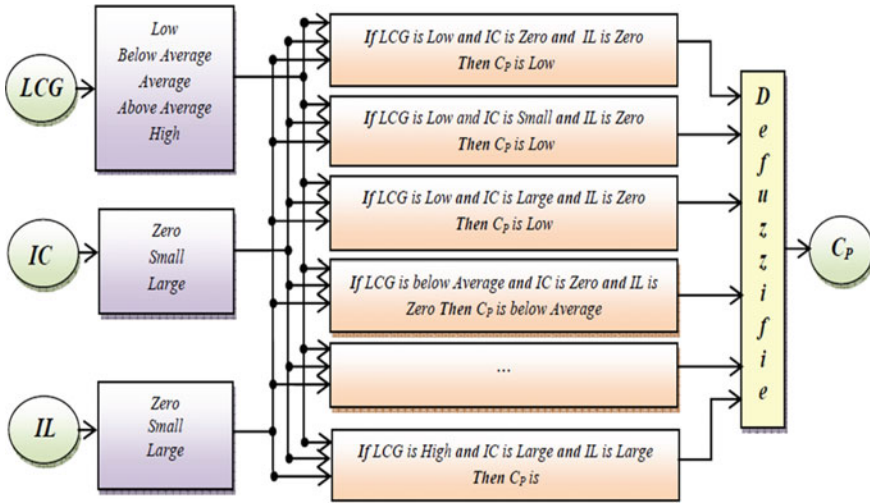 LCG
Low
Below Average
Average
Above Average
High
IC
Zero
Small
Large
IL
Zero
Small
Large
If LCG is Low and IC is Zero and IL is Zero
Then CP is Low
If LCG is Low and IC is Small and IL is Zero
Then CP is Low
If LCG is Low and IC is Large and IL is Zero
Then CP is Low
If LCG is below Average and IC is Zero and IL is
Zero Then CP is below Average
...
If LCG is High and IC is Large and IL is Large
Then CP is
D
e
f
u
z
z
i
f
i
e
CP